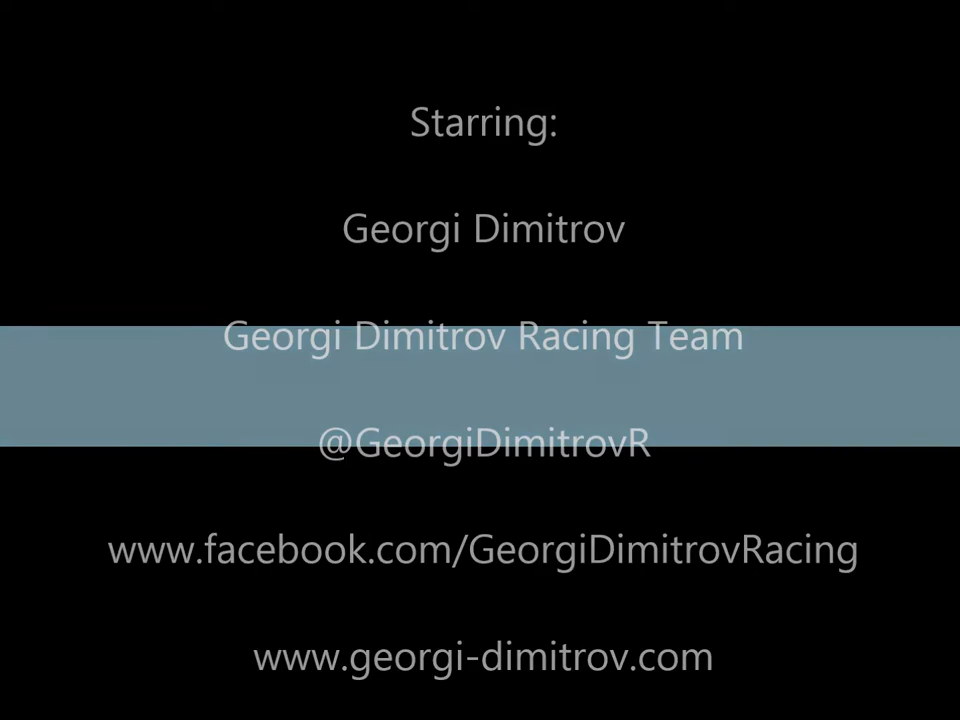 Starring:
Georgi Dimitrov
Georgi Dimitrov Racing Team
@GeorgiDimitrovR
www.facebook.com/GeorgiDimitrovRacing
www.georgi-dimitrov.com